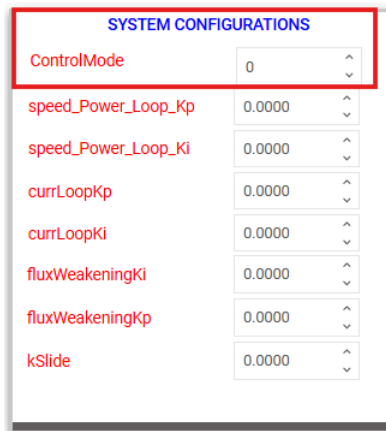 SYSTEM CONFIGURATIONS
ControlMode 0
speed_Power_Loop_Kp 0.0000
speed_Power_Loop_Ki 0.0000
currLoopKp 0.0000
currLoopKi 0.0000
fluxWeakeningKi 0.0000
fluxWeakeningKp 0.0000
kSlide 0.0000